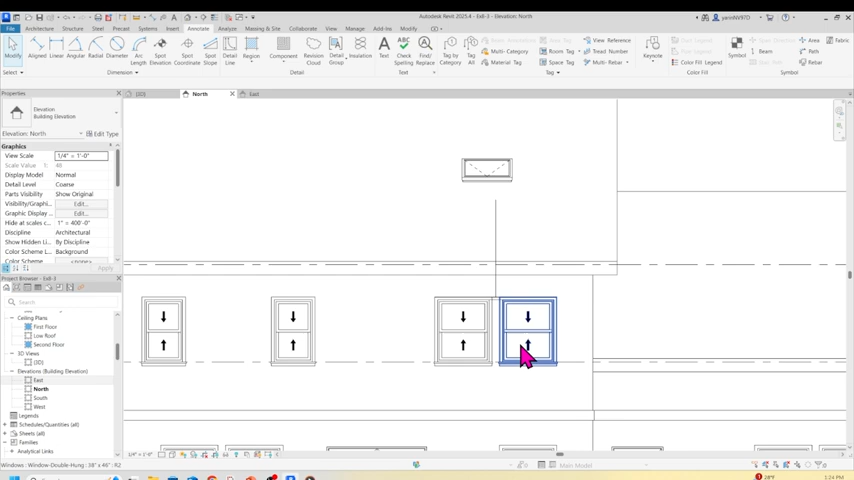 Autodesk Revit 2025.4 - Ex8-3 - Elevation: North
yarinNV97D
File Architecture Structure Steel Precast Systems Insert Annotate Analyze Massing & Site Collaborate View Manage Add-Ins Modify
Modify Aligned Linear Angular Radial Diameter Spot Elevation Spot Coordinate Spot Slope Detail Line Region Component Revision Cloud Detail Group Insulation Text Check Spelling Find/Replace Tag by Category Tag All Multi-Category Material Tag Room Tag Space Tag View Reference Tread Number Multi-Rebar Keynote Color Fill Legend Symbol Beam Path Area Fabric Rebar
Select Dimension Detail Text Tag Color Fill Symbol
Properties
North
East
Elevation
Building Elevation
Elevation: North
Edit Type
Graphics
View Scale 1/4" = 1'-0"
Scale Value 1: 48
Display Model Normal
Detail Level Coarse
Parts Visibility Show Original
Visibility/Graphi... Edit...
Graphic Display ... Edit...
Hide at scales c... 1" = 400'-0"
Discipline Architectural
Show Hidden Li... By Discipline
Color Scheme L... Background
Color Scheme <none>
Apply
Project Browser - Ex8-3
Search
Ceiling Plans
First Floor
Low Roof
Second Floor
3D Views
{3D}
Elevations (Building Elevation)
East
North
South
West
Legends
Schedules/Quantities (all)
Sheets (all)
Families
Analytical Links
1/4" = 1'-0"
Windows : Window-Double-Hung : 38" x 46" : R2
Main Model
28°F
1:24 PM